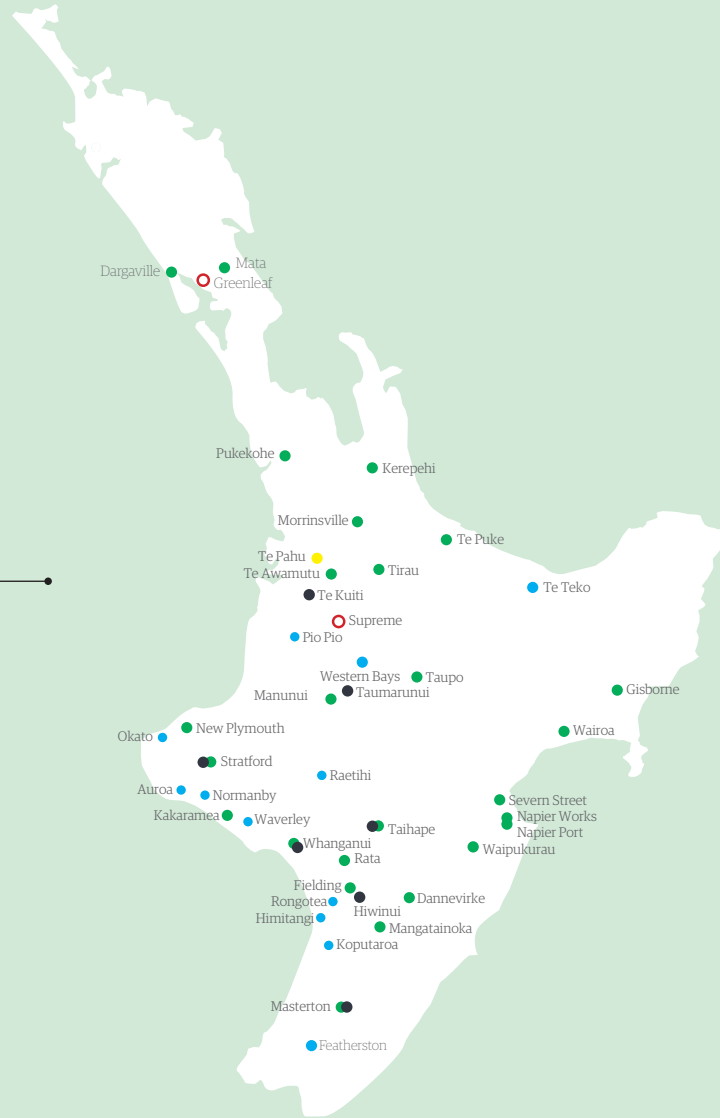 Mata
Dargaville
Greenleaf
Pukekohe
Kerepehi
Morrinsville
Te Puke
Te Pahu
Tirau
Te Awamutu
Te Teko
Te Kuiti
Supreme
Pio Pio
Western Bays
Taupo
Gisborne
Taumarunui
Manunui
New Plymouth
Wairoa
Okato
Stratford
Raetihi
Auroa
Normanby
Severn Street
Kakaramea
Napier Works
Waverley
Taihape
Napier Port
Whanganui
Waipukurau
Rata
Fielding
Dannevirke
Rongotea
Hiwinui
Himitangi
Mangatainoka
Koputaroa
Masterton
Featherston